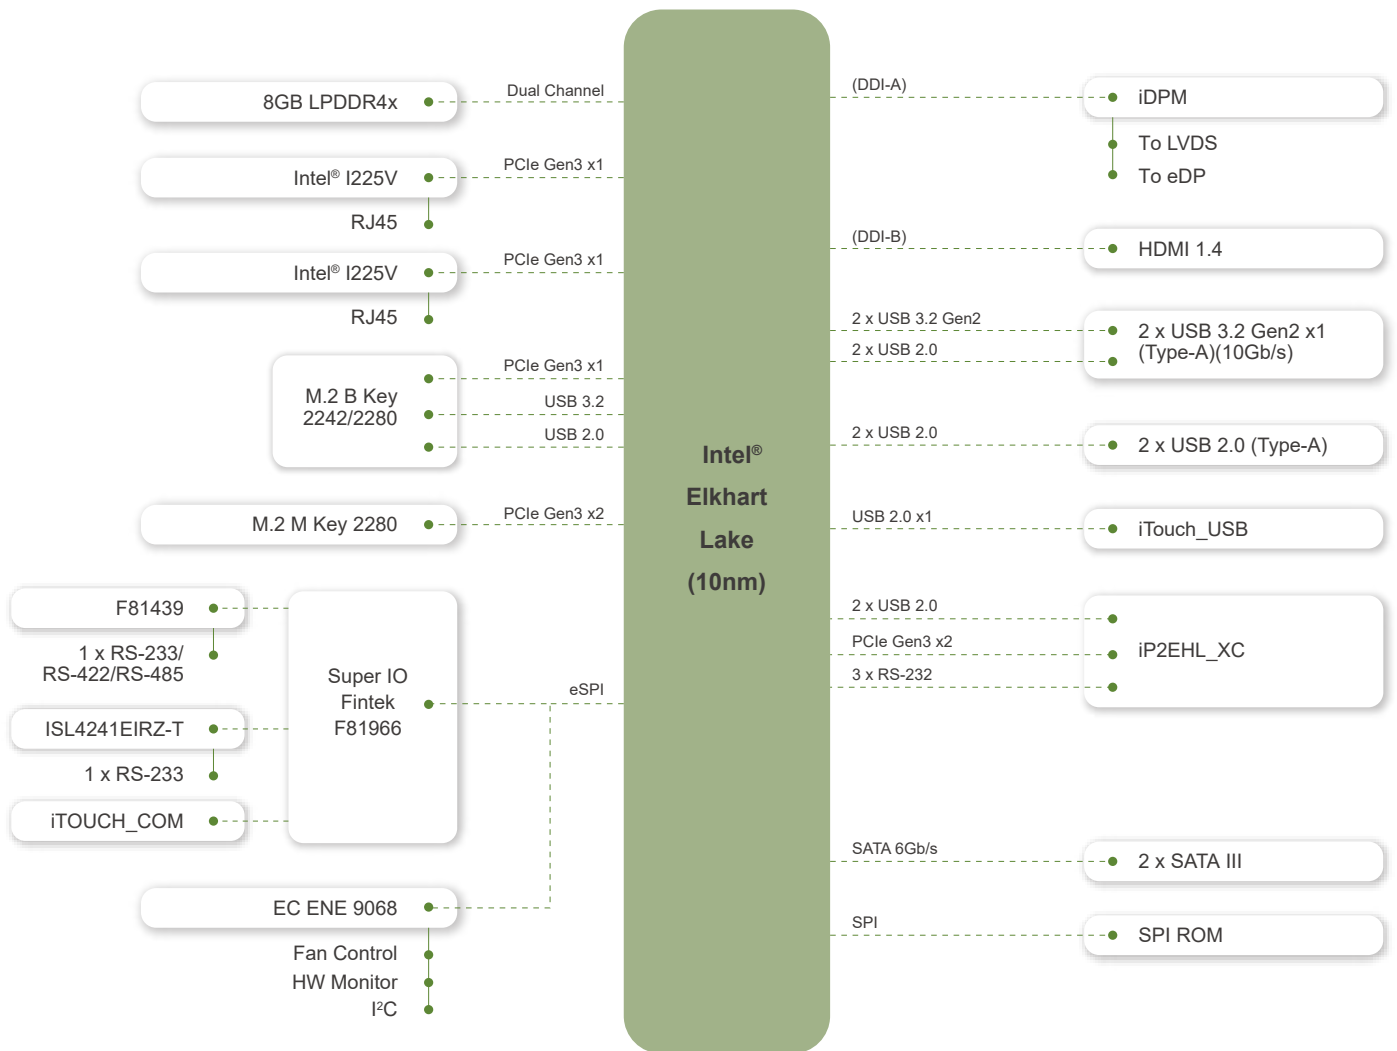 8GB LPDDR4x
Dual Channel
Intel® I225V
PCIe Gen3 x1
RJ45
Intel® I225V
PCIe Gen3 x1
RJ45
M.2 B Key
2242/2280
PCIe Gen3 x1
USB 3.2
USB 2.0
M.2 M Key 2280
PCIe Gen3 x2
F81439
1 x RS-233/
RS-422/RS-485
ISL4241EIRZ-T
1 x RS-233
iTOUCH_COM
Super IO
Fintek
F81966
eSPI
EC ENE 9068
Fan Control
HW Monitor
I²C
Intel®
Elkhart
Lake
(10nm)
(DDI-A)
iDPM
To LVDS
To eDP
(DDI-B)
HDMI 1.4
2 x USB 3.2 Gen2
2 x USB 2.0
2 x USB 3.2 Gen2 x1
(Type-A)(10Gb/s)
2 x USB 2.0
2 x USB 2.0 (Type-A)
USB 2.0 x1
iTouch_USB
2 x USB 2.0
PCIe Gen3 x2
3 x RS-232
iP2EHL_XC
SATA 6Gb/s
2 x SATA III
SPI
SPI ROM